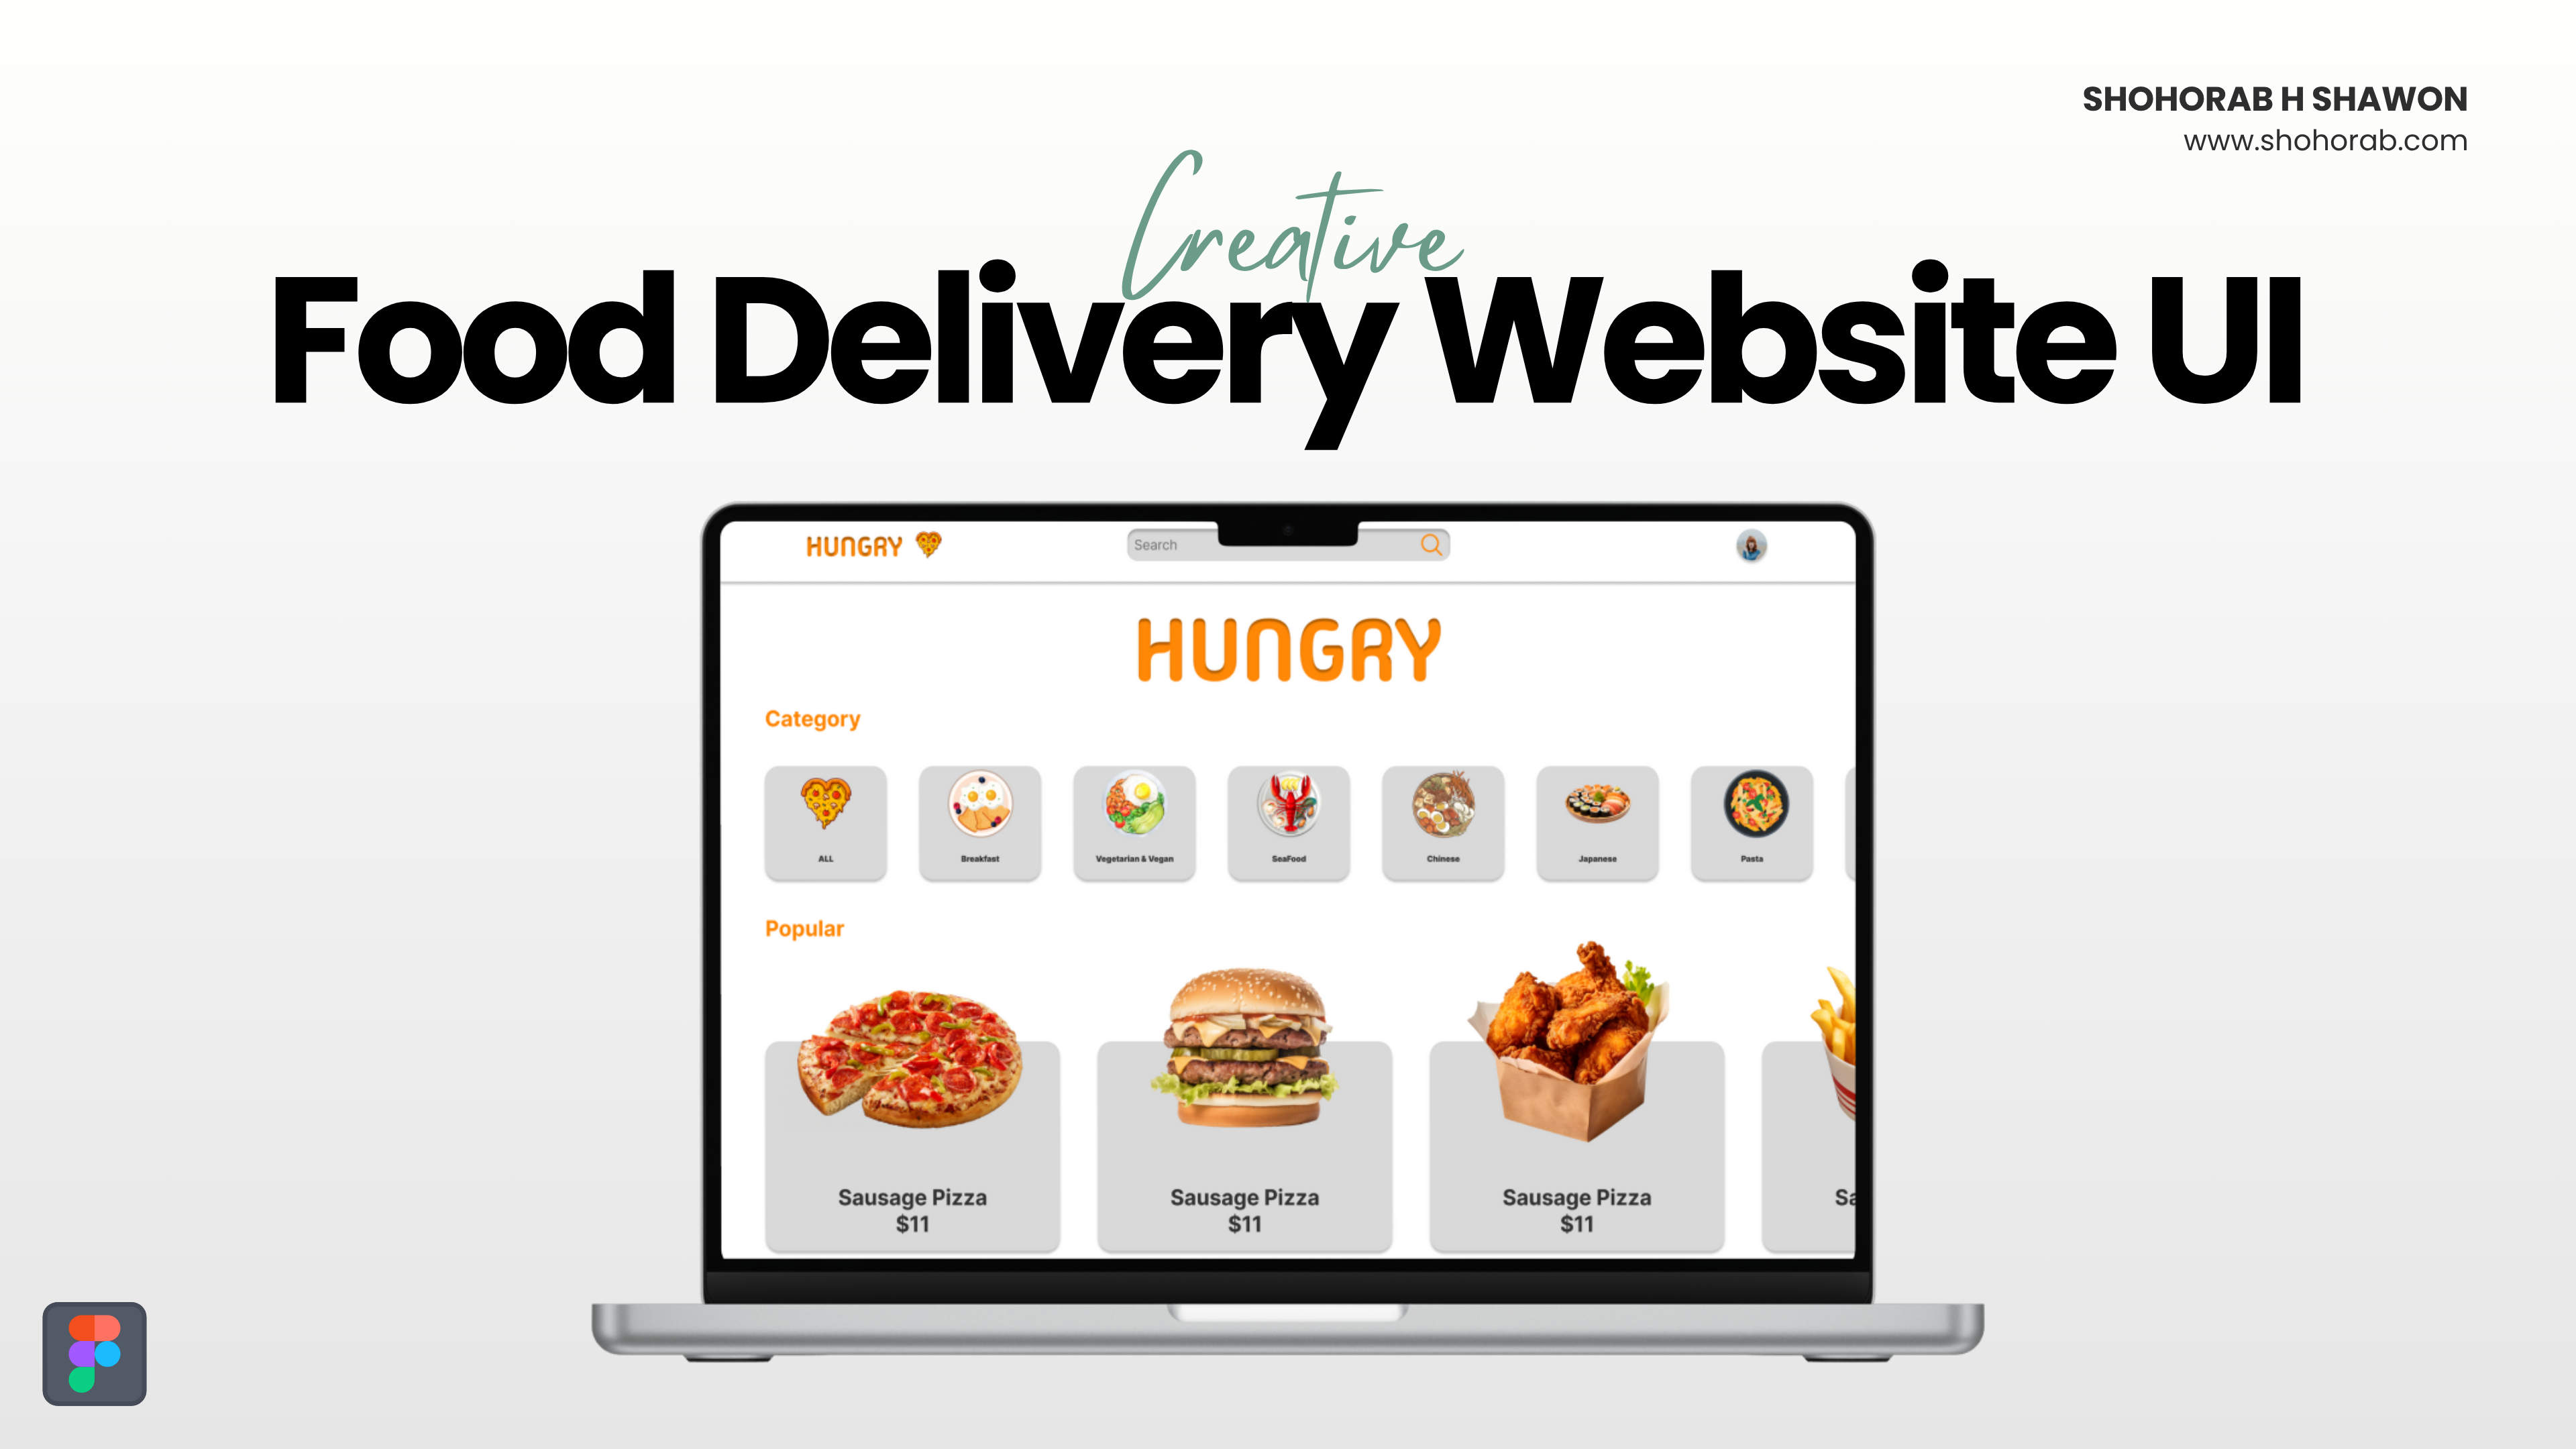 SHOHORAB H SHAWON
www.shohorab.com
Creative
Food Delivery Website UI
HUNGRY
Search
HUNGRY
Category
ALL
Breakfast
Vegetarian & Vegan
SeaFood
Chinese
Japanese
Pasta
Popular
Sausage Pizza
$11
Sausage Pizza
$11
Sausage Pizza
$11
Sa